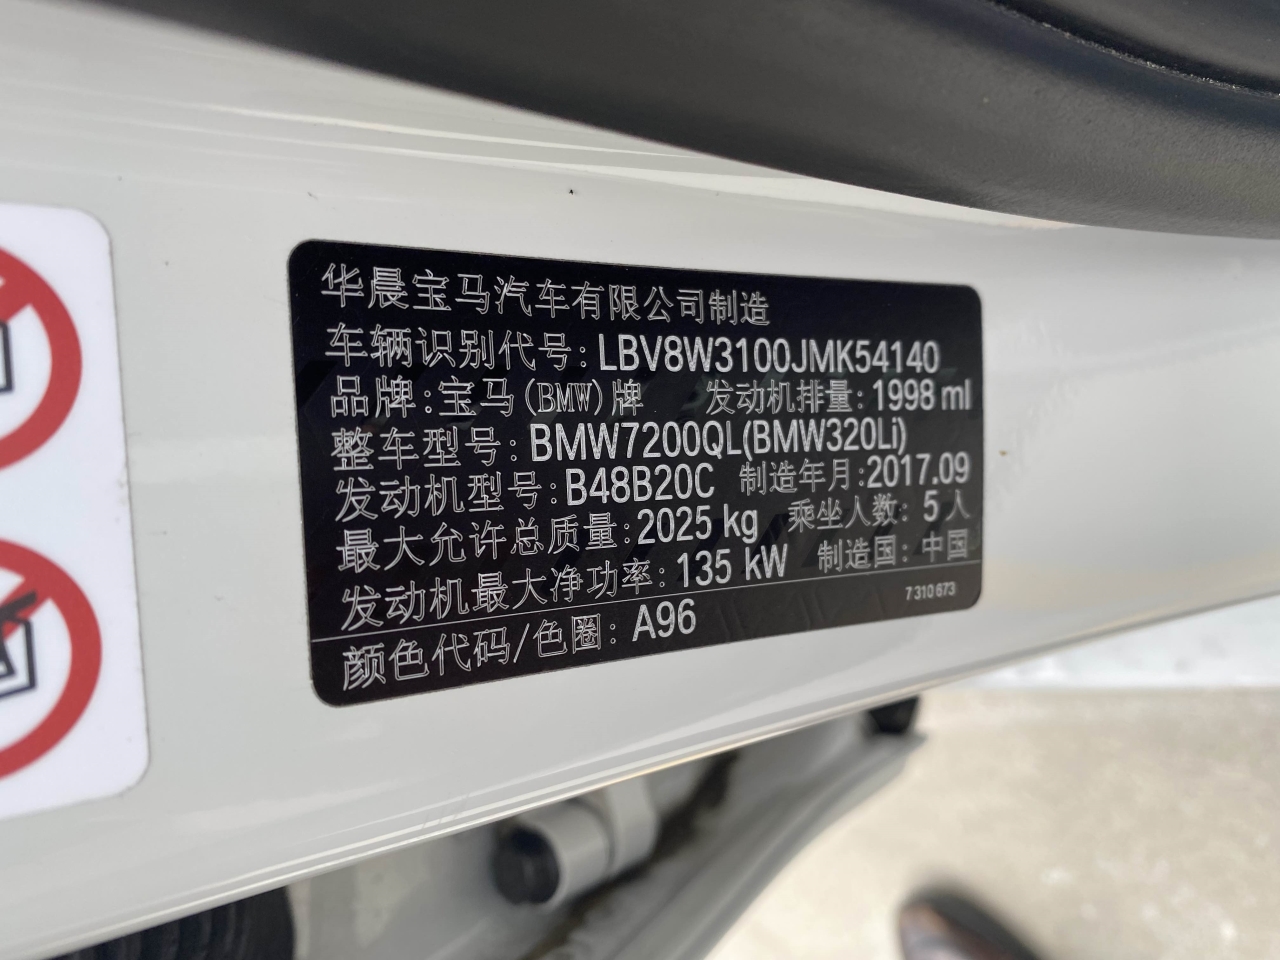 华晨宝马汽车有限公司制造
车辆识别代号: LBV8W3100JMK54140
品牌: 宝马(BMW)牌 发动机排量: 1998 ml
整车型号: BMW7200QL(BMW320Li)
发动机型号: B48B20C 制造年月: 2017.09
最大允许总质量: 2025 kg 乘坐人数: 5 人
发动机最大净功率: 135 kW 制造国: 中国
颜色代码/色圈: A96 7 310 673